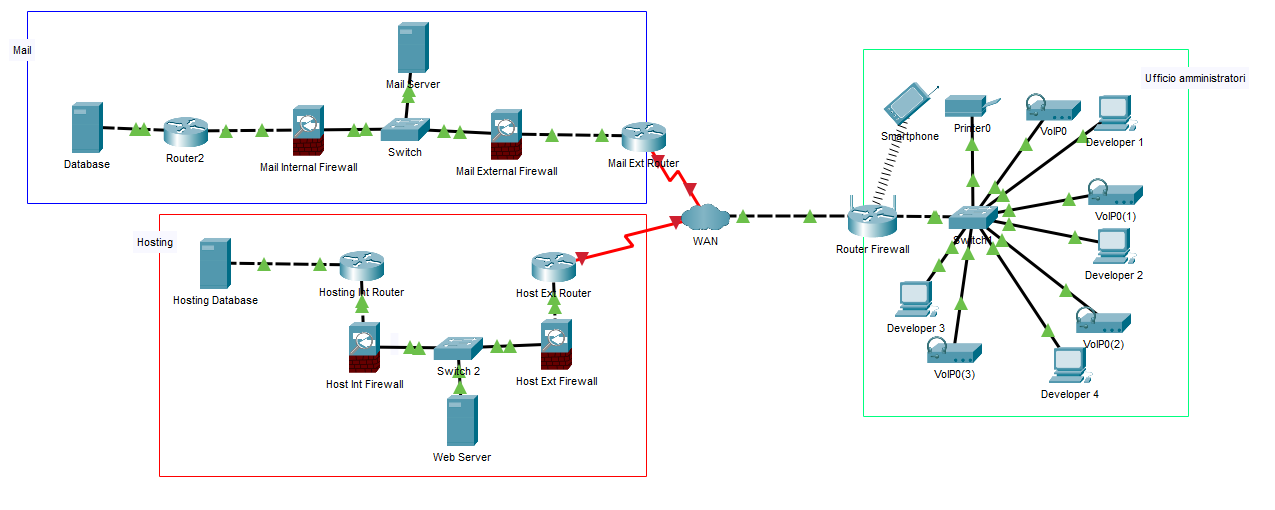 Mail
Mail Server
Database
Router2
Mail Internal Firewall
Switch
Mail External Firewall
Mail Ext Router
Hosting
Hosting Database
Hosting Int Router
Host Ext Router
Host Int Firewall
Switch 2
Host Ext Firewall
Web Server
WAN
Ufficio amministratori
Smartphone
Printer0
VoIP0
Developer 1
VoIP0(1)
Router Firewall
Switch1
Developer 2
Developer 3
VoIP0(2)
VoIP0(3)
Developer 4